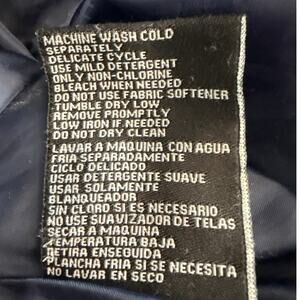 MACHINE WASH COLD
SEPARATELY
DELICATE CYCLE
USE MILD DETERGENT
ONLY NON-CHLORINE
BLEACH WHEN NEEDED
DO NOT USE FABRIC SOFTENER
TUMBLE DRY LOW
REMOVE PROMPTLY
LOW IRON IF NEEDED
DO NOT DRY CLEAN
LAVAR A MAQUINA CON AGUA
FRIA SEPARADAMENTE
CICLO DELICADO
USAR DETERGENTE SUAVE
USAR SOLAMENTE
BLANQUEADOR
SIN CLORO SI ES NECESARIO
NO USE SUAVIZADOR DE TELAS
SECAR A MAQUINA
TEMPERATURA BAJA
RETIRA ENSEGUIDA
PLANCHA FRIA SI SE NECESITA
NO LAVAR EN SECO